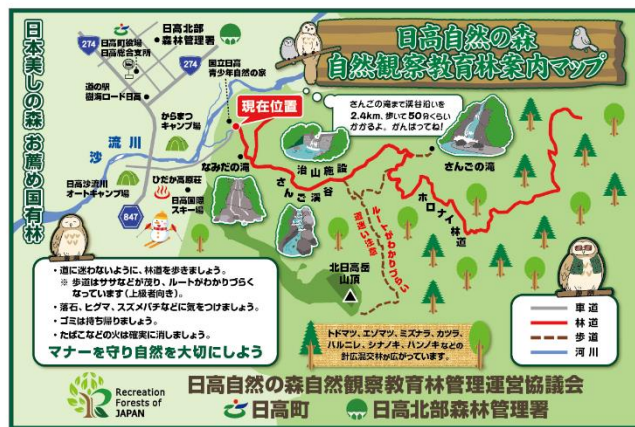 日高自然の森
自然観察教育林案内マップ
日本美しの森 お薦め国有林
274
日高町役場
日高総合支所
日高北部
森林管理署
274
国立日高
青少年自然の家
道の駅
樹海ロード日高
現在位置
さんごの滝まで渓谷沿いを
2.4km、歩いて50分くらい
かかるよ。がんばってね!
からまつ
キャンプ場
沙流川
なみだの滝
治山施設
さんご渓谷
さんごの滝
ホロナイ林道
日高沙流川
オートキャンプ場
ひだか高原荘
日高国際
スキー場
847
ルートがわかりづらい
道迷い注意
北日高岳
山頂
・道に迷わないように、林道を歩きましょう。
※ 歩道はササなどが茂り、ルートがわかりづらく
なっています(上級者向き)。
・落石、ヒグマ、スズメバチなどに気をつけましょう。
・ゴミは持ち帰りましょう。
・たばこなどの火は確実に消しましょう。
マナーを守り自然を大切にしよう
トドマツ、エゾマツ、ミズナラ、カツラ、
ハルニレ、シナノキ、ハンノキなどの
針広混交林が広がっています。
車道
林道
歩道
河川
Recreation
Forests of
JAPAN
日高自然の森自然観察教育林管理運営協議会
日高町
日高北部森林管理署